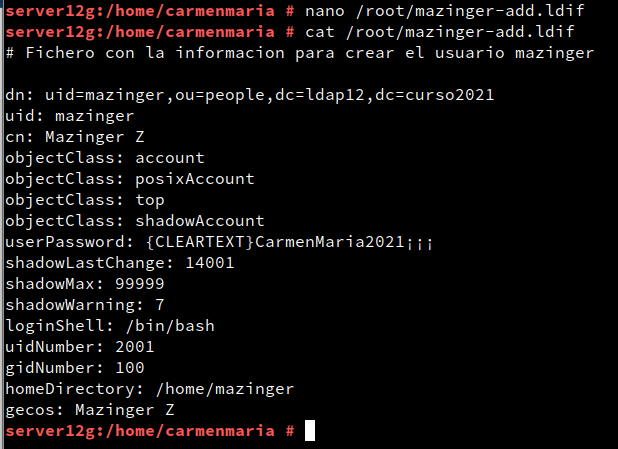 server12g:/home/carmenmaria # nano /root/mazinger-add.ldif
server12g:/home/carmenmaria # cat /root/mazinger-add.ldif
# Fichero con la informacion para crear el usuario mazinger
dn: uid=mazinger,ou=people,dc=ldap12,dc=curso2021
uid: mazinger
cn: Mazinger Z
objectClass: account
objectClass: posixAccount
objectClass: top
objectClass: shadowAccount
userPassword: {CLEARTEXT}CarmenMaria2021¡¡¡
shadowLastChange: 14001
shadowMax: 99999
shadowWarning: 7
loginShell: /bin/bash
uidNumber: 2001
gidNumber: 100
homeDirectory: /home/mazinger
gecos: Mazinger Z
server12g:/home/carmenmaria #